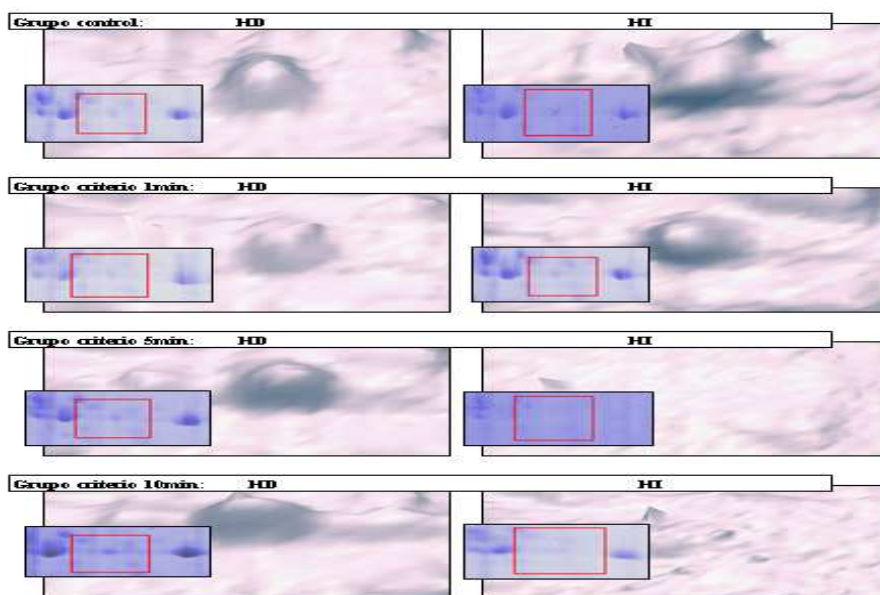 Grupo control: HD HI
Grupo criterio 1min.: HD HI
Grupo criterio 5min.: HD HI
Grupo criterio 10min.: HD HI